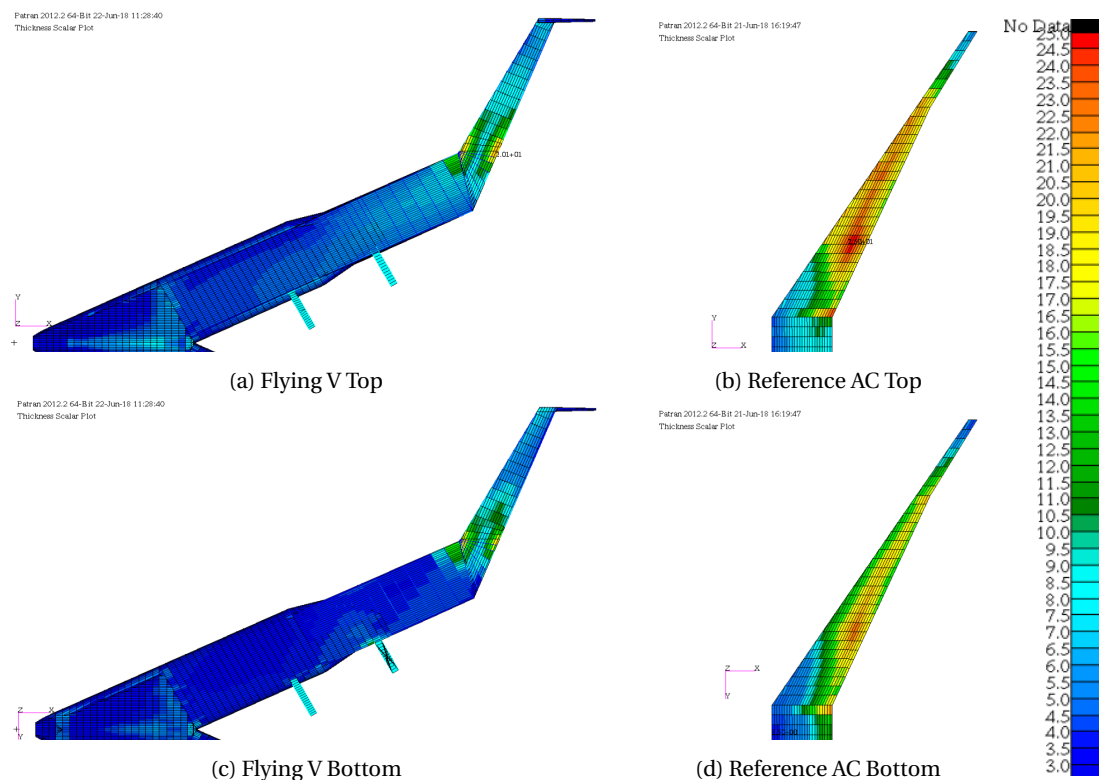 Patran 2012.2 64-Bit 22-Jun-18 11:28:40
Thickness Scalar Plot
2.01+01
Y
Z X
(a) Flying V Top
Patran 2012.2 64-Bit 21-Jun-18 16:19:47
Thickness Scalar Plot
Y
Z X
(b) Reference AC Top
Patran 2012.2 64-Bit 22-Jun-18 11:28:40
Thickness Scalar Plot
Z X
Y
(c) Flying V Bottom
Patran 2012.2 64-Bit 21-Jun-18 16:19:47
Thickness Scalar Plot
Z X
Y
(d) Reference AC Bottom
No Data
25.0
24.5
23.5
23.0
22.5
22.0
21.5
21.0
20.5
20.0
19.5
19.0
18.5
18.0
17.5
17.0
16.5
16.0
15.5
15.0
14.5
14.0
13.5
13.0
12.5
12.0
11.5
11.0
10.5
10.0
9.5
9.0
8.5
8.0
7.5
7.0
6.5
6.0
5.5
5.0
4.5
4.0
3.5
3.0